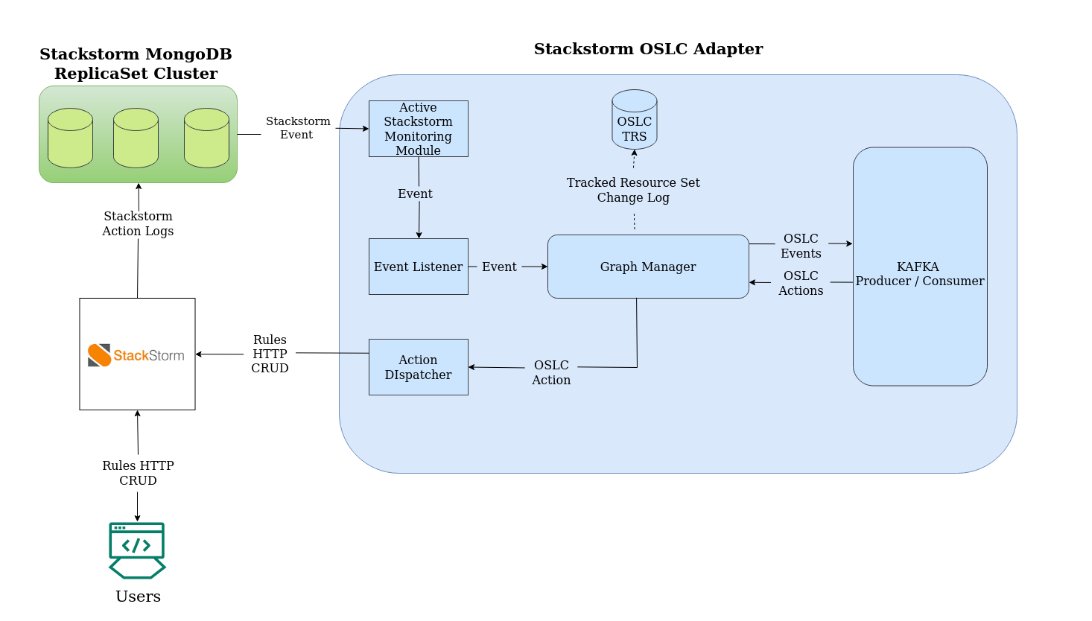 Stackstorm MongoDB
ReplicaSet Cluster
Stackstorm OSLC Adapter
Stackstorm
Event
Active
Stackstorm
Monitoring
Module
OSLC
TRS
Event
Tracked Resource Set
Change Log
Stackstorm
Action Logs
Event Listener
Event
Graph Manager
OSLC
Events
OSLC
Actions
KAFKA
Producer / Consumer
StackStorm
Rules
HTTP
CRUD
Action
DIspatcher
OSLC
Action
Rules HTTP
CRUD
</>
Users